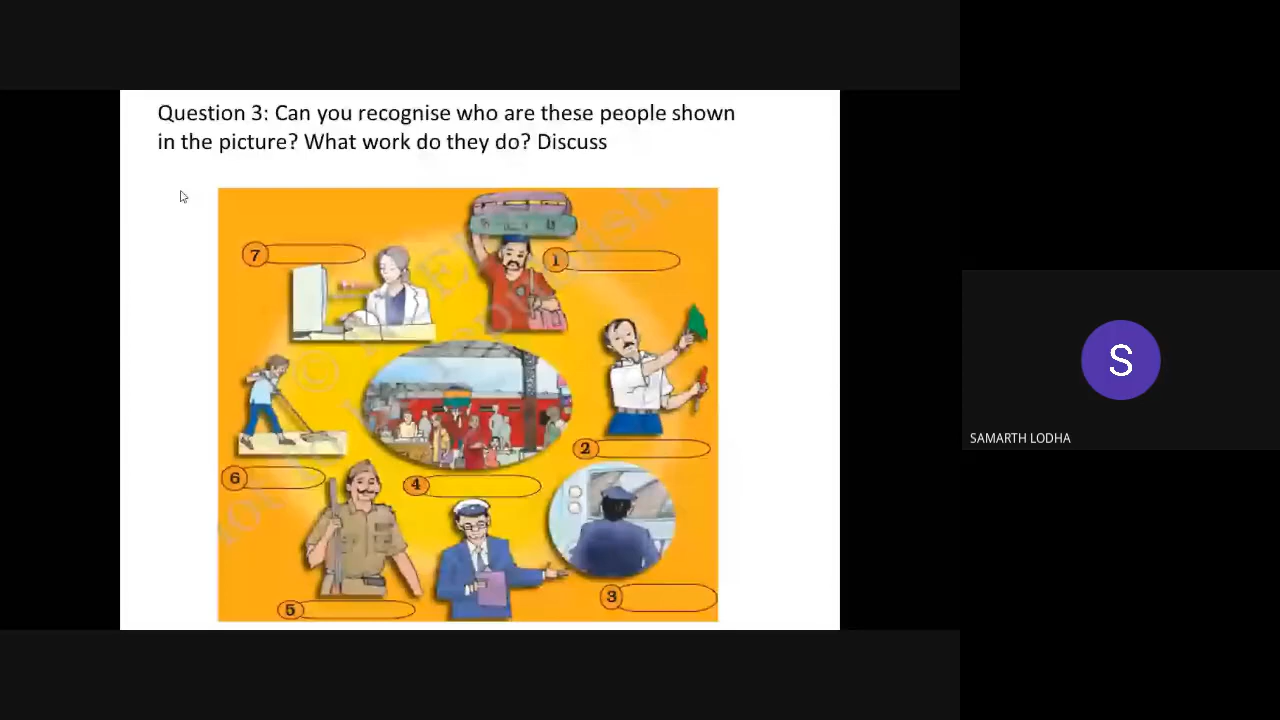 Question 3: Can you recognise who are these people shown
in the picture? What work do they do? Discuss
7
1
2
6
4
3
5
S
SAMARTH LODHA